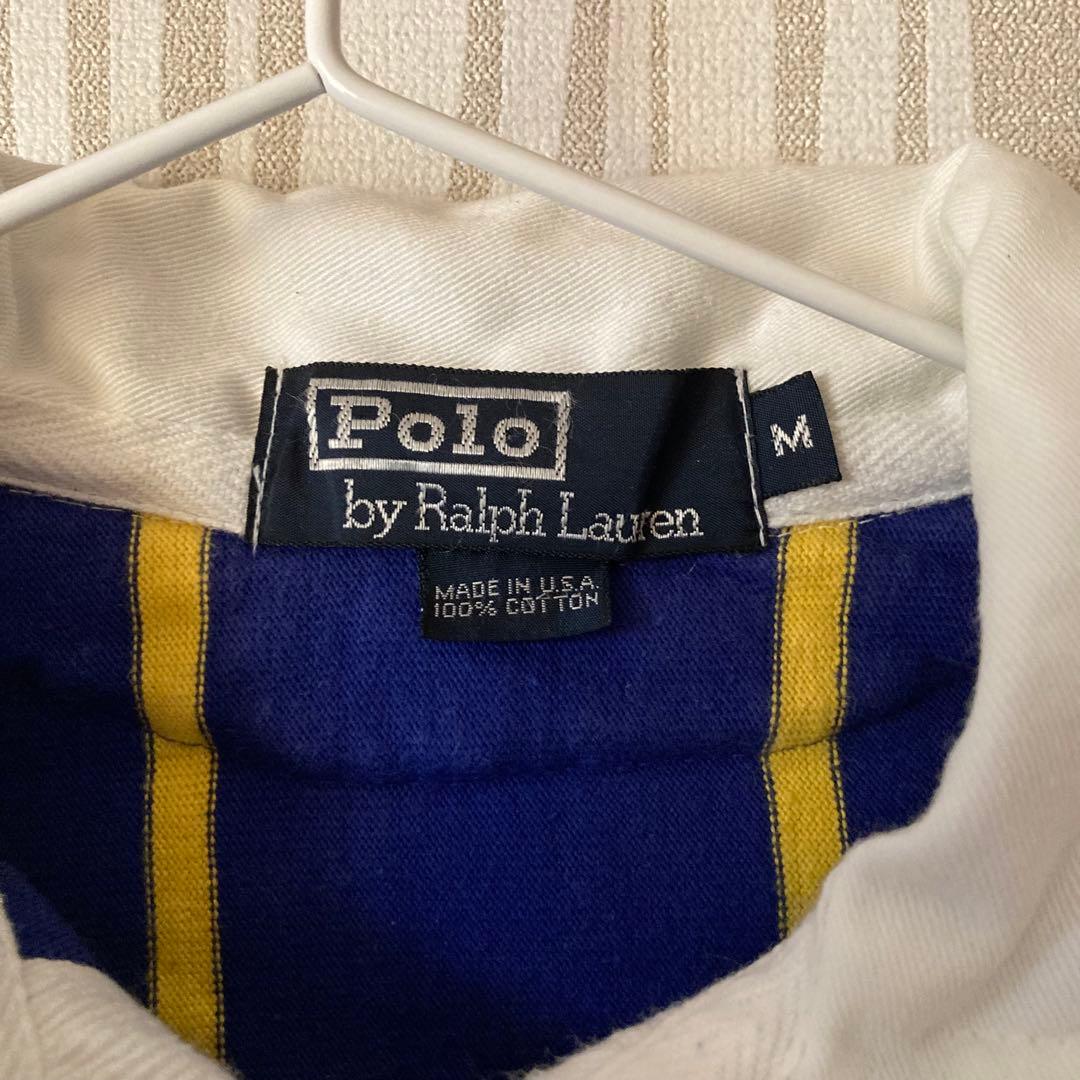 Polo
by Ralph Lauren
M
MADE IN U.S.A.
100% COTTON